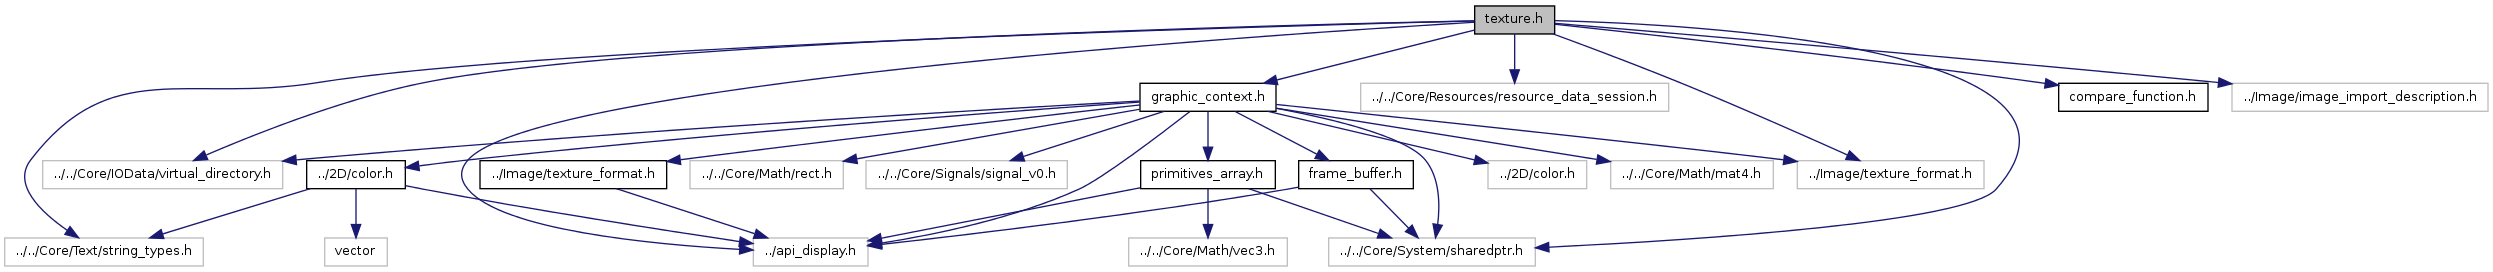 texture.h
graphic_context.h
../../Core/Resources/resource_data_session.h
compare_function.h
../Image/image_import_description.h
../../Core/IOData/virtual_directory.h
../2D/color.h
../Image/texture_format.h
../../Core/Math/rect.h
../../Core/Signals/signal_v0.h
primitives_array.h
frame_buffer.h
../2D/color.h
../../Core/Math/mat4.h
../Image/texture_format.h
../../Core/Text/string_types.h
vector
../api_display.h
../../Core/Math/vec3.h
../../Core/System/sharedptr.h